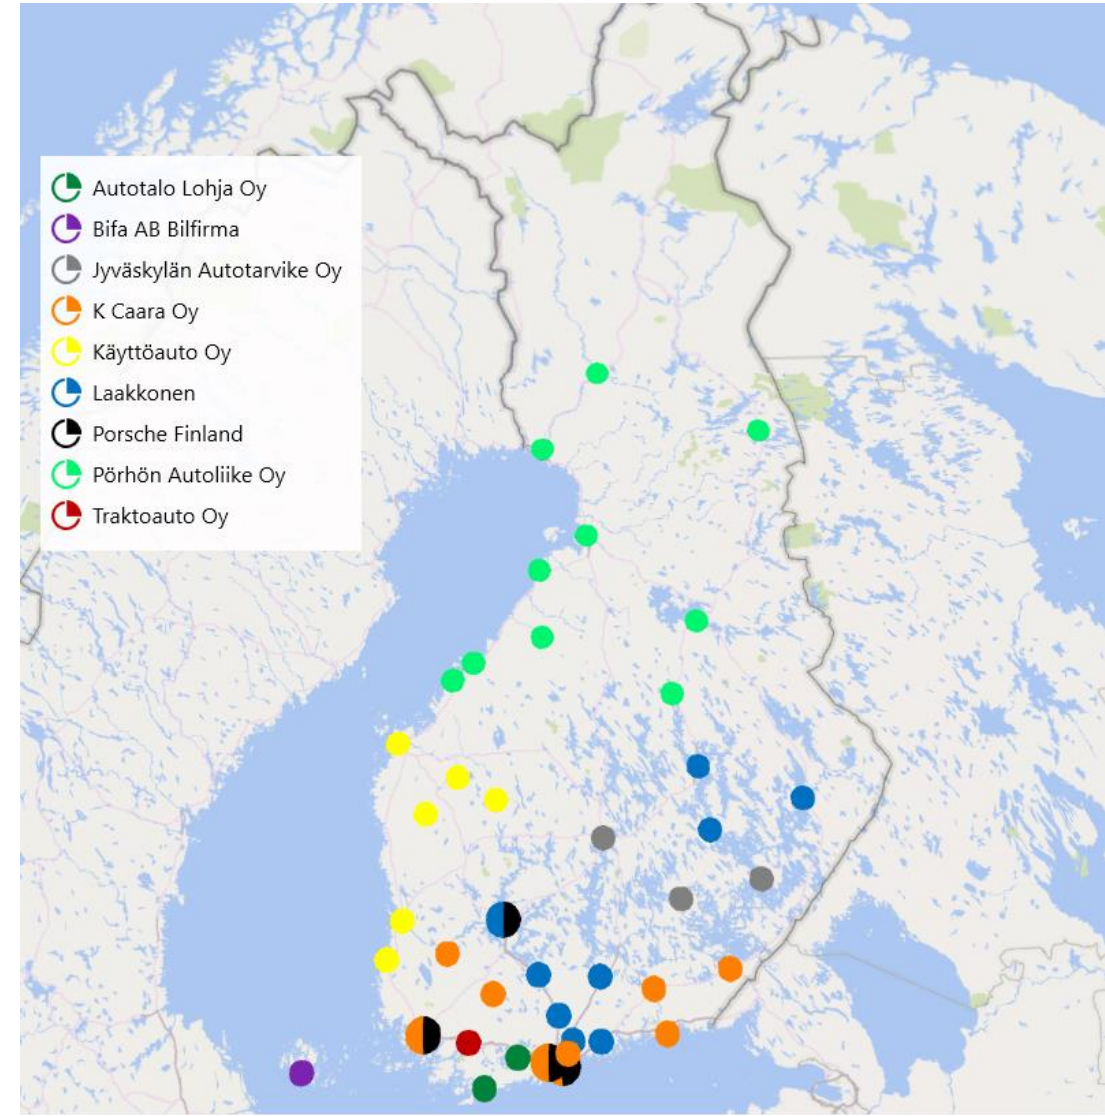 Autotalo Lohja Oy
Bifa AB Bilfirma
Jyväskylän Autotarvike Oy
K Caara Oy
Käyttöauto Oy
Laakkonen
Porsche Finland
Pörhön Autoliike Oy
Traktoauto Oy